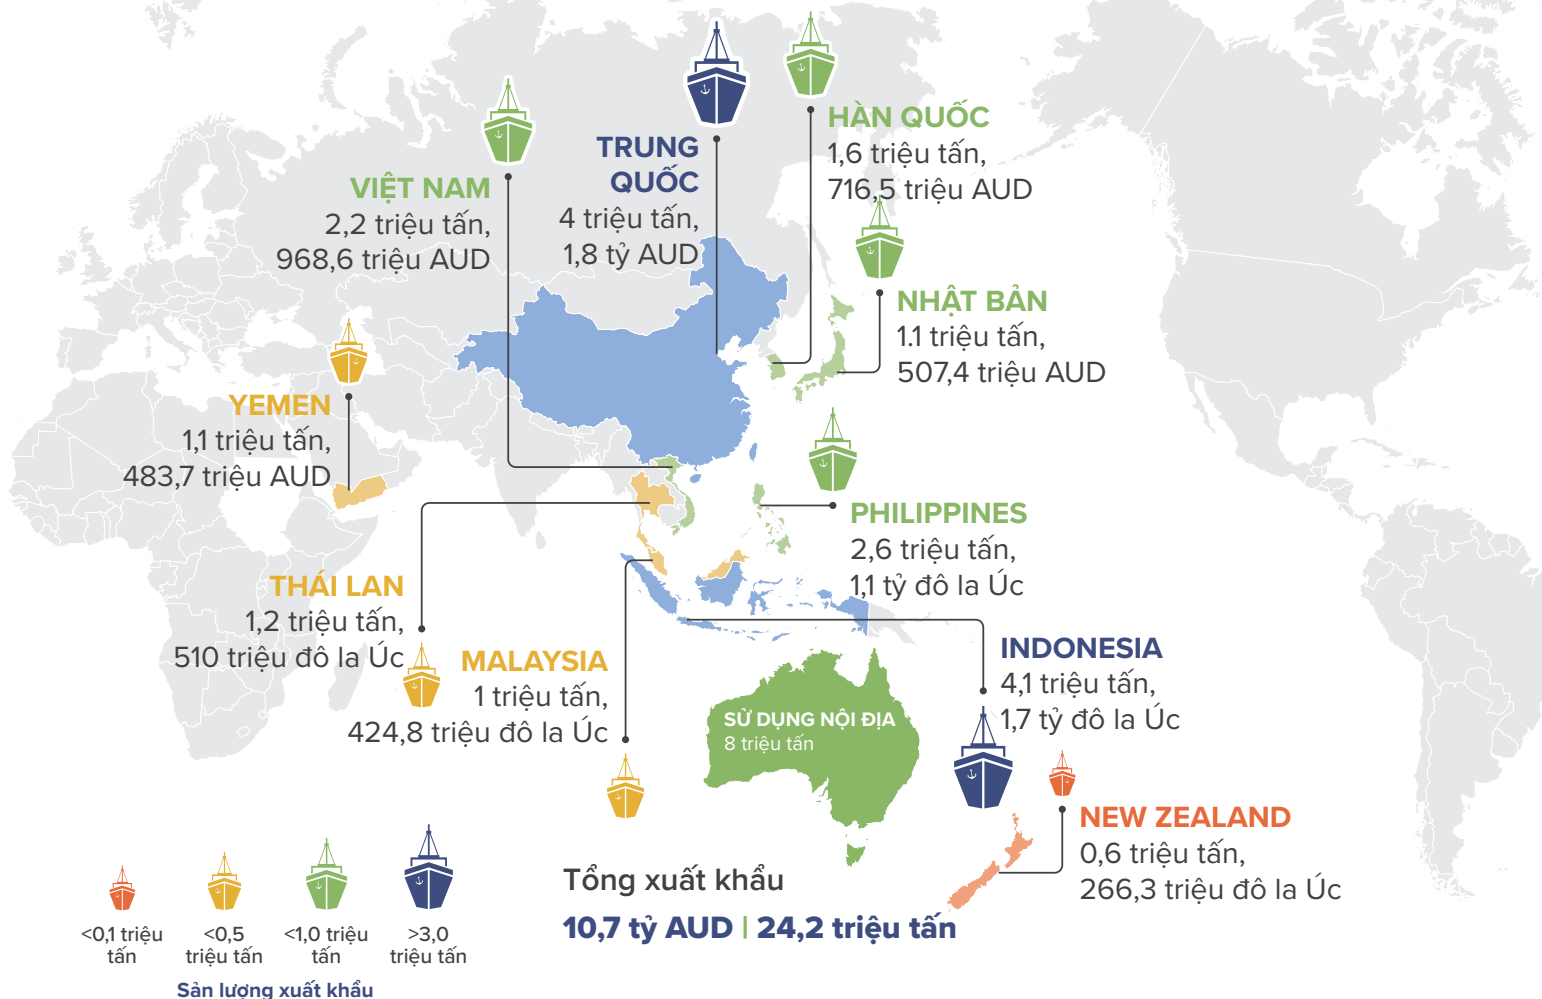 HÀN QUỐC
1,6 triệu tấn,
716,5 triệu AUD
TRUNG
QUỐC
4 triệu tấn,
1,8 tỷ AUD
VIỆT NAM
2,2 triệu tấn,
968,6 triệu AUD
NHẬT BẢN
1.1 triệu tấn,
507,4 triệu AUD
YEMEN
1,1 triệu tấn,
483,7 triệu AUD
PHILIPPINES
2,6 triệu tấn,
1,1 tỷ đô la Úc
THÁI LAN
1,2 triệu tấn,
510 triệu đô la Úc
MALAYSIA
1 triệu tấn,
424,8 triệu đô la Úc
INDONESIA
4,1 triệu tấn,
1,7 tỷ đô la Úc
SỬ DỤNG NỘI ĐỊA
8 triệu tấn
NEW ZEALAND
0,6 triệu tấn,
266,3 triệu đô la Úc
Tổng xuất khẩu
10,7 tỷ AUD | 24,2 triệu tấn
<0,1 triệu
tấn
<0,5
triệu tấn
<1,0 triệu
tấn
>3,0
triệu tấn
Sản lượng xuất khẩu